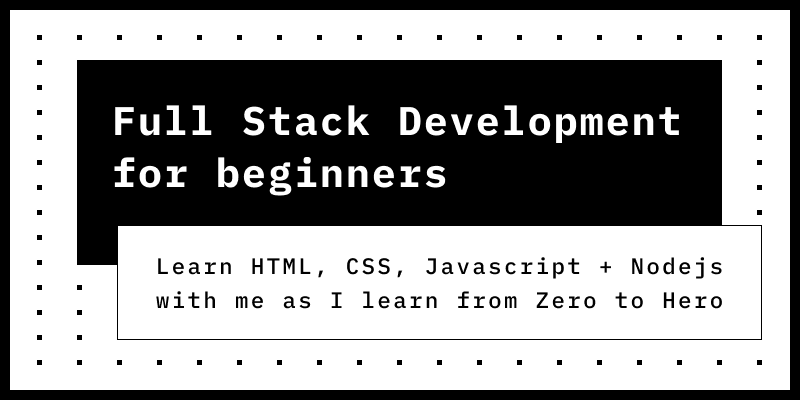 Full Stack Development
for beginners
Learn HTML, CSS, Javascript + Nodejs
with me as I learn from Zero to Hero